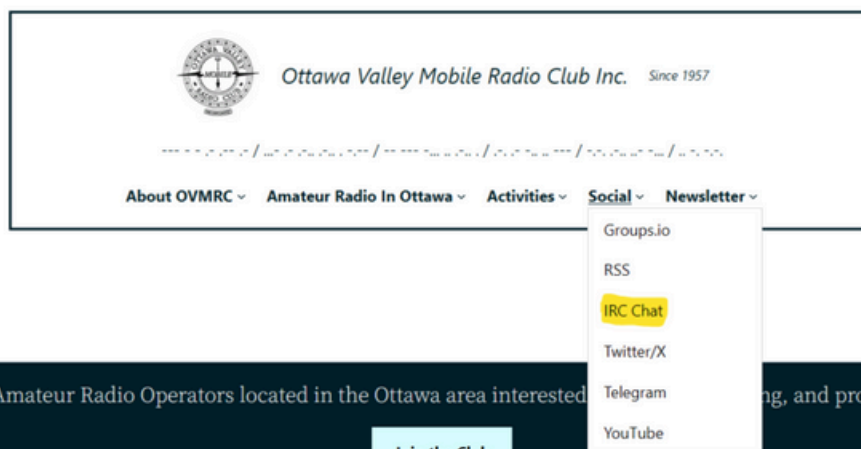 Ottawa Valley Mobile Radio Club Inc. Since 1957
--- - - .- .-- .- / ...- .- .-.. .-.. . -.-- / -- --- -... .. .-.. . / .-. .- -.. .. --- / -.-. .-.. ..- -... / .. -. -.-.
About OVMRC Amateur Radio In Ottawa Activities Social Newsletter
Groups.io
RSS
IRC Chat
Twitter/X
Amateur Radio Operators located in the Ottawa area interested
Telegram
YouTube